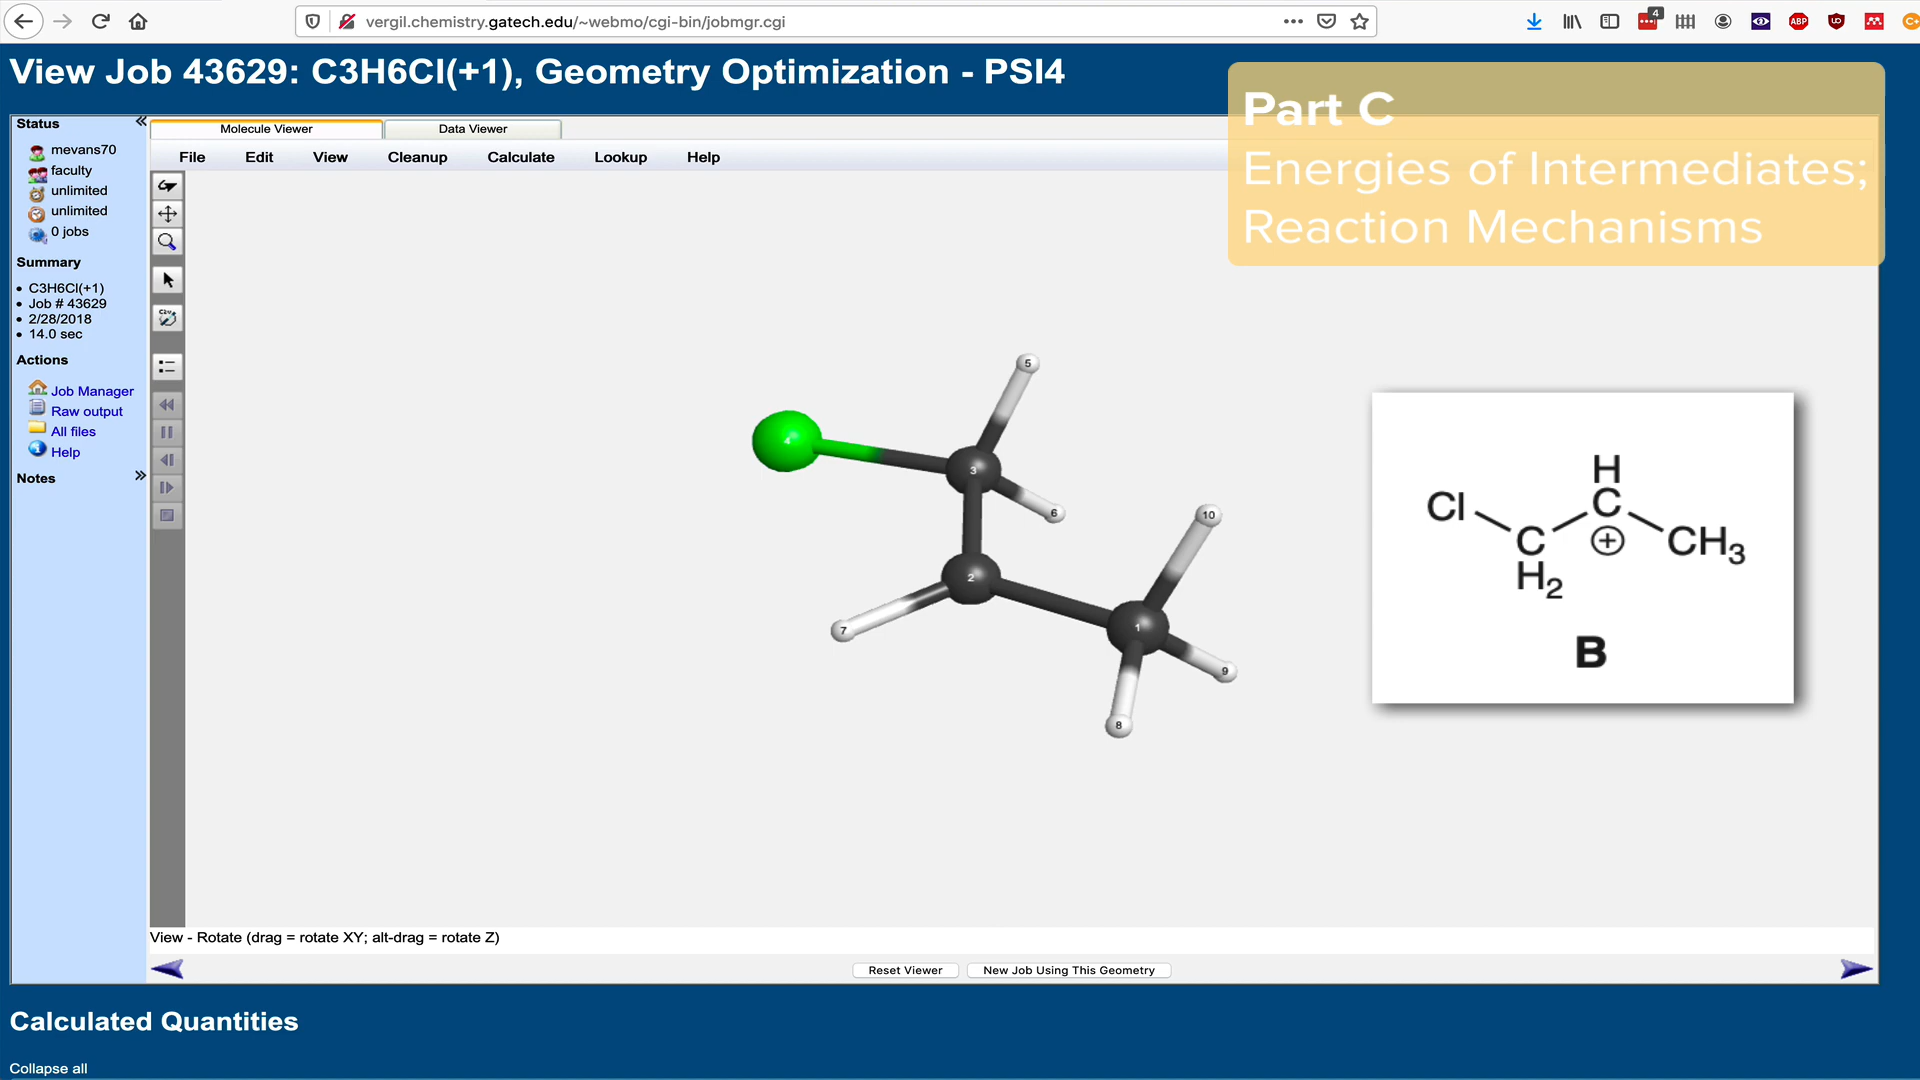 vergil.chemistry.gatech.edu/~webmo/cgi-bin/jobmgr.cgi
4
ABP
View Job 43629: C3H6Cl(+1), Geometry Optimization - PSI4
Part C
Energies of Intermediates;
Reaction Mechanisms
Status
mevans70
faculty
unlimited
unlimited
0 jobs
Summary
C3H6Cl(+1)
Job # 43629
2/28/2018
14.0 sec
Actions
Job Manager
Raw output
All files
Help
Notes
Molecule Viewer
Data Viewer
File Edit View Cleanup Calculate Lookup Help
5
4
3
6
10
2
7
1
9
8
H
Cl C
C ⊕ CH3
H2
B
View - Rotate (drag = rotate XY; alt-drag = rotate Z)
Reset Viewer
New Job Using This Geometry
Calculated Quantities
Collapse all